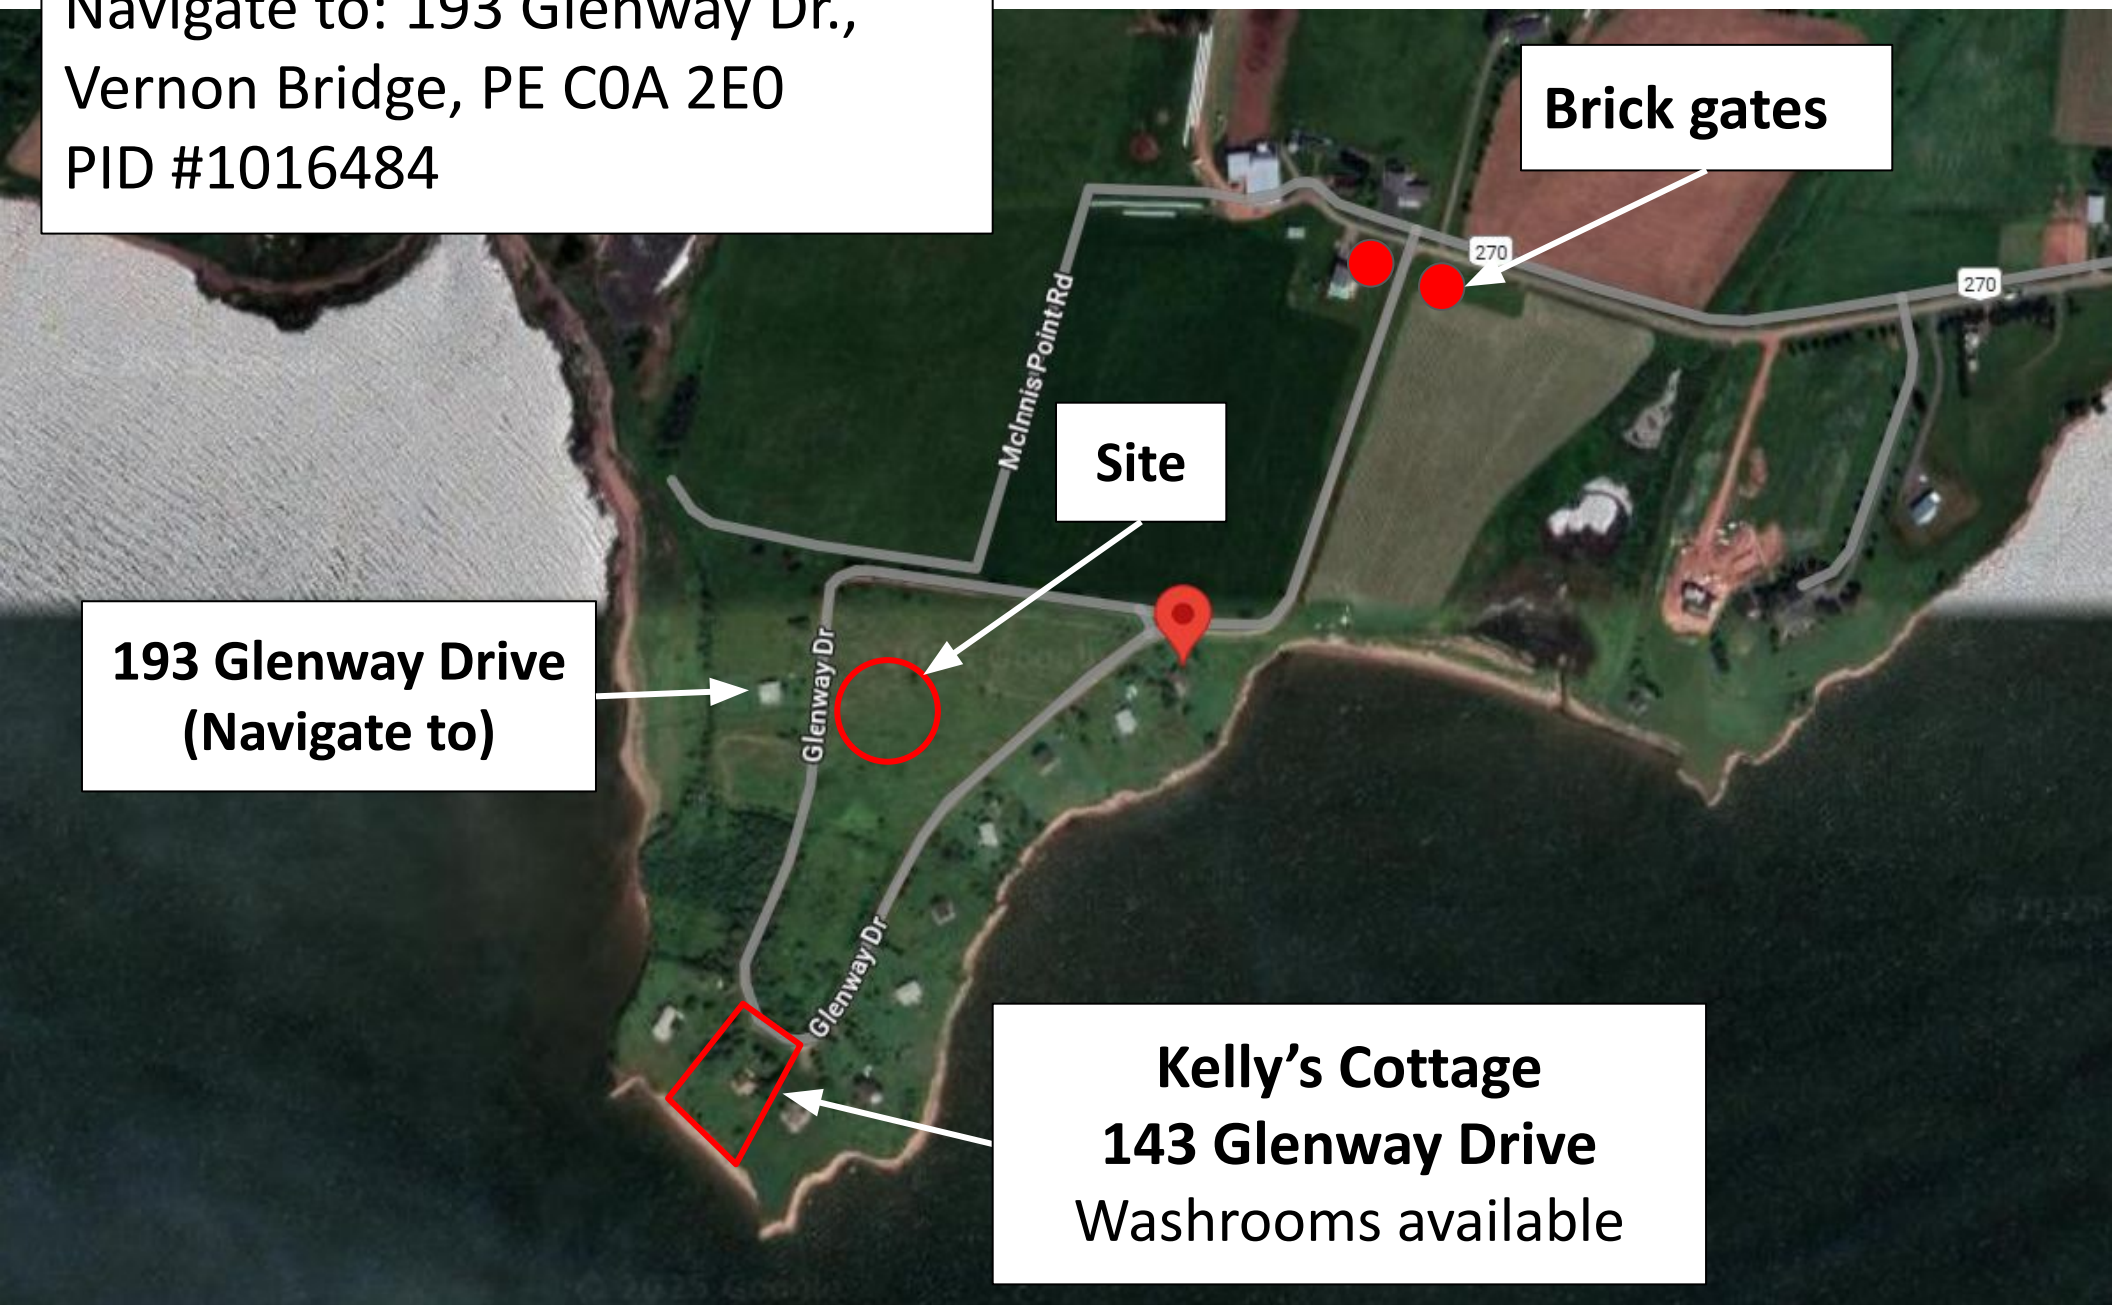 Navigate to: 193 Glenway Dr.,
Vernon Bridge, PE C0A 2E0
PID #1016484
Brick gates
270
270
McInnis Point Rd
Site
193 Glenway Drive
(Navigate to)
Glenway Dr
Glenway Dr
Kelly’s Cottage
143 Glenway Drive
Washrooms available